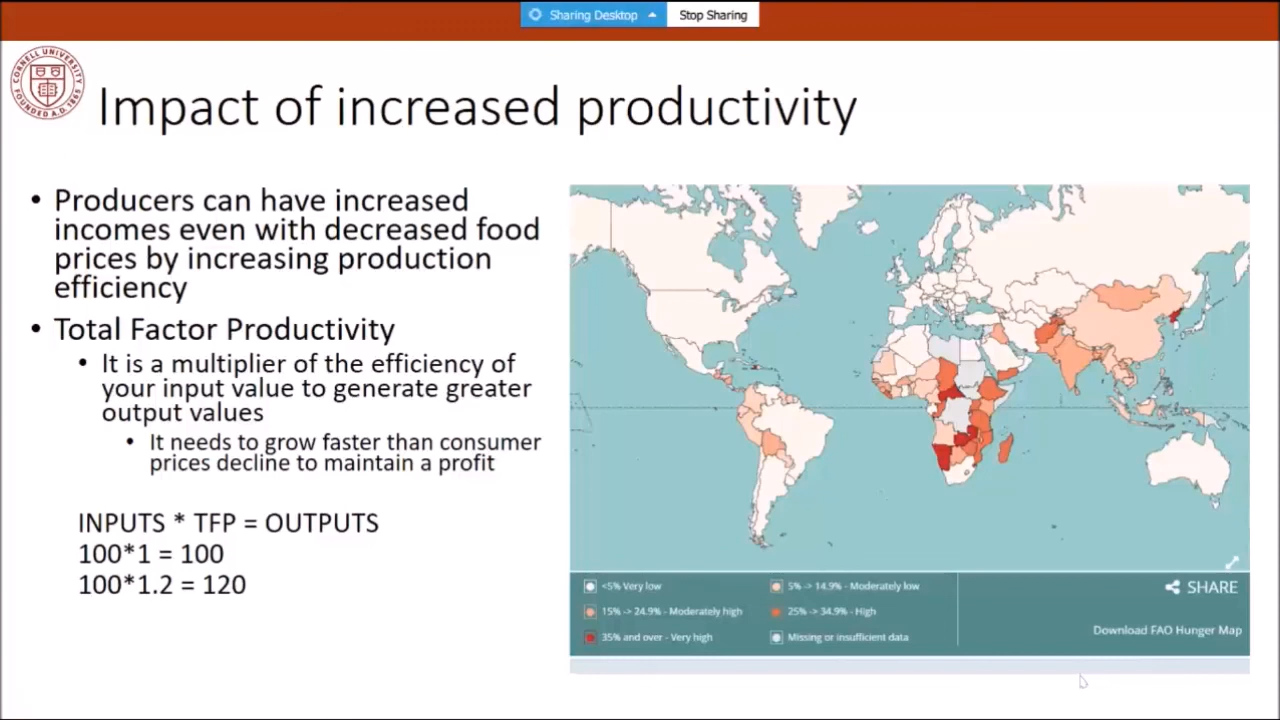 Sharing Desktop
Stop Sharing
CORNELL UNIVERSITY
FOUNDED A.D. 1865
Impact of increased productivity
• Producers can have increased
incomes even with decreased food
prices by increasing production
efficiency
• Total Factor Productivity
• It is a multiplier of the efficiency of
your input value to generate greater
output values
• It needs to grow faster than consumer
prices decline to maintain a profit
INPUTS * TFP = OUTPUTS
100*1 = 100
100*1.2 = 120
<5% Very low
5% -> 14.9% - Moderately low
15% -> 24.9% - Moderately high
25% -> 34.9% - High
35% and over - Very high
Missing or insufficient data
SHARE
Download FAO Hunger Map